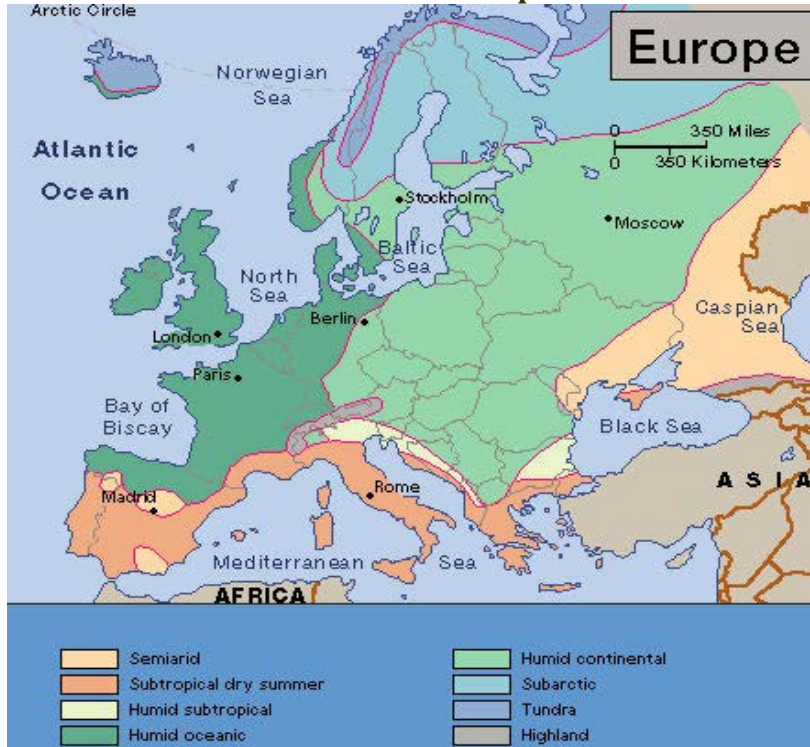 Arctic Circle
Europe
Norwegian
Sea
0 350 Miles
0 350 Kilometers
Atlantic
Ocean
Stockholm
Moscow
Baltic
Sea
North
Sea
Caspian
Sea
Berlin
London
Paris
Bay of
Biscay
Black Sea
ASIA
Madrid
Rome
Mediterranean Sea
AFRICA
Semiarid
Subtropical dry summer
Humid subtropical
Humid oceanic
Humid continental
Subarctic
Tundra
Highland